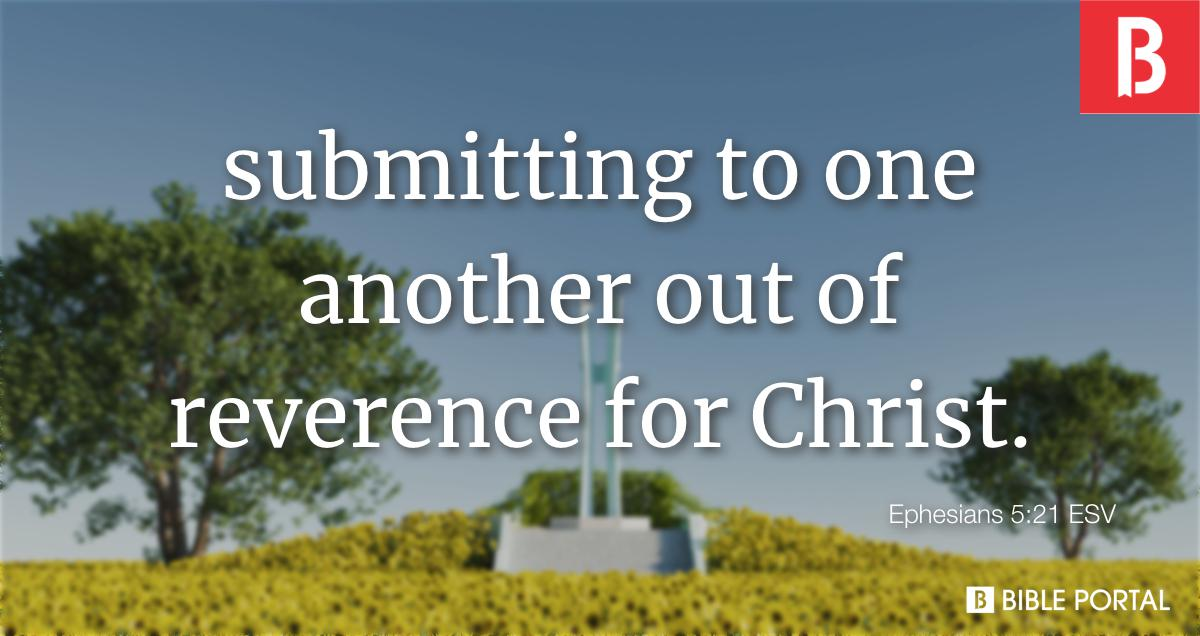 B
submitting to one
another out of
reverence for Christ.
Ephesians 5:21 ESV
B BIBLE PORTAL